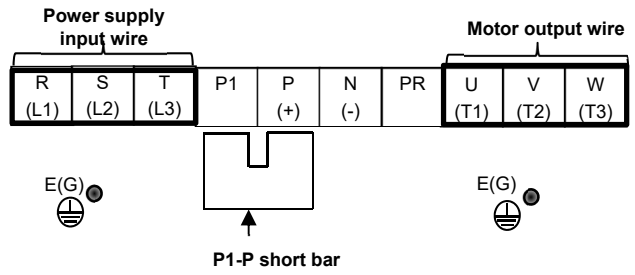 Power supply
input wire
Motor output wire
R S T P1 P N PR U V W
(L1) (L2) (L3) (+) (-) (T1) (T2) (T3)
E(G) E(G)
P1-P short bar